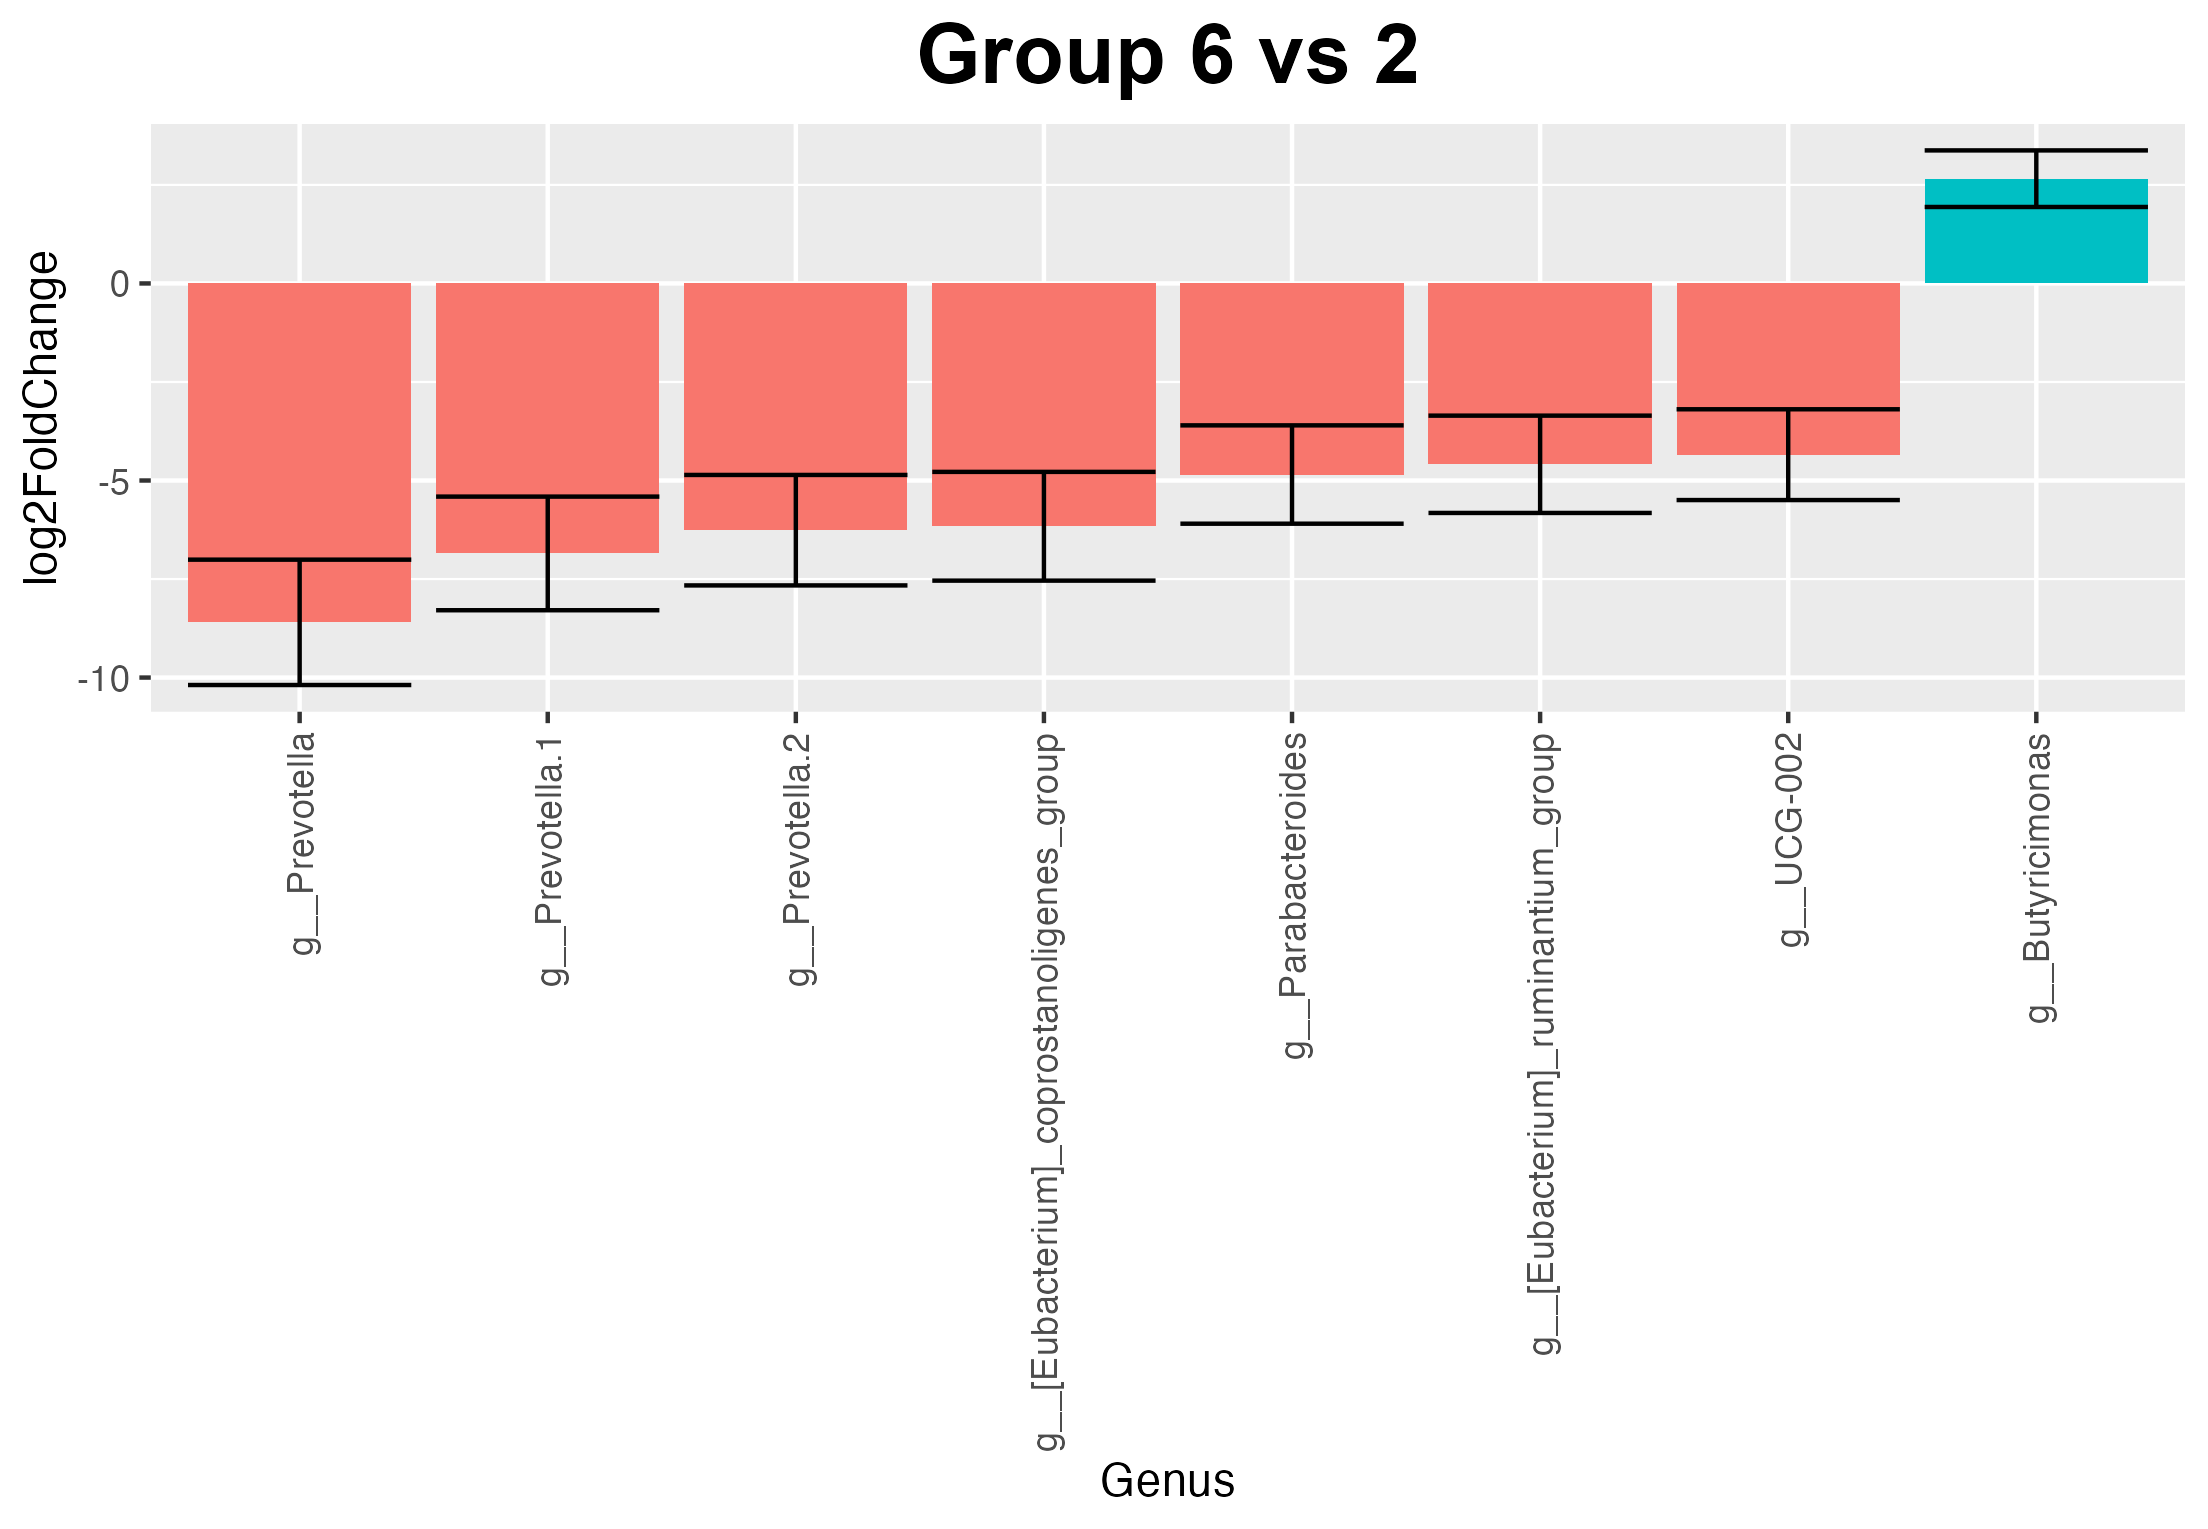 Group 6 vs 2
log2FoldChange
0
-5
-10
g__Prevotella
g__Prevotella.1
g__Prevotella.2
g__[Eubacterium]_coprostanoligenes_group
g__Parabacteroides
g__[Eubacterium]_ruminantium_group
g__UCG-002
g__Butyricimonas
Genus